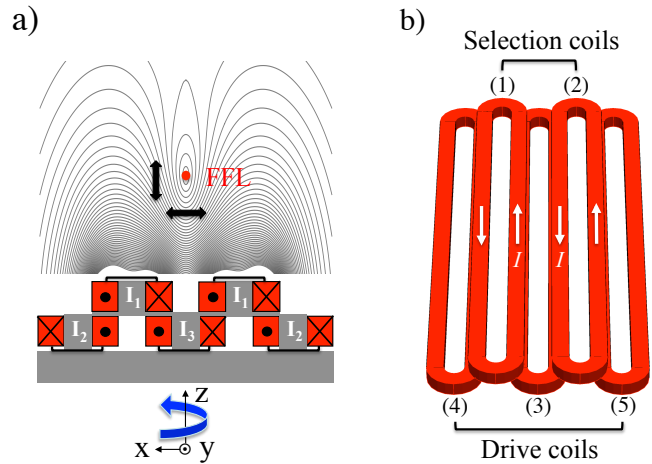 a)
FFL
I₁ I₁
I₂ I₃ I₂
z
x y
b)
Selection coils
(1) (2)
I I
(4) (3) (5)
Drive coils